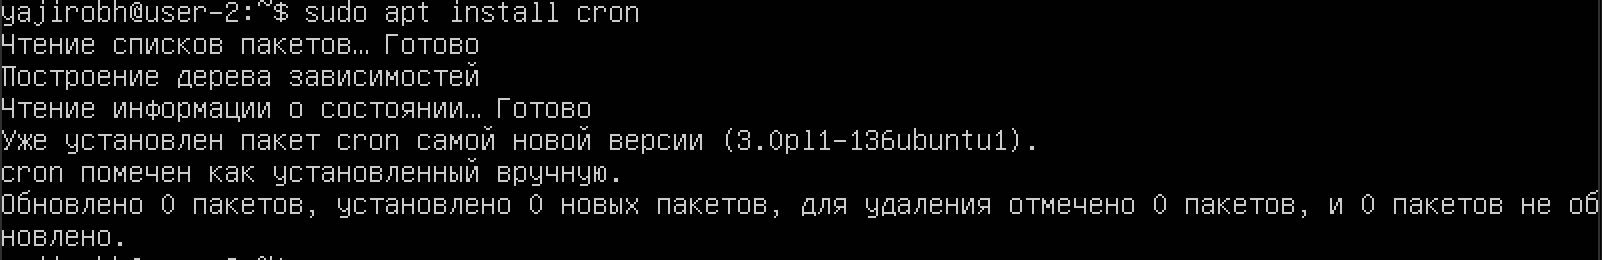 yajirobh@user-2:~$ sudo apt install cron
Чтение списков пакетов… Готово
Построение дерева зависимостей
Чтение информации о состоянии… Готово
Уже установлен пакет cron самой новой версии (3.0pl1-136ubuntu1).
cron помечен как установленный вручную.
Обновлено 0 пакетов, установлено 0 новых пакетов, для удаления отмечено 0 пакетов, и 0 пакетов не об
новлено.